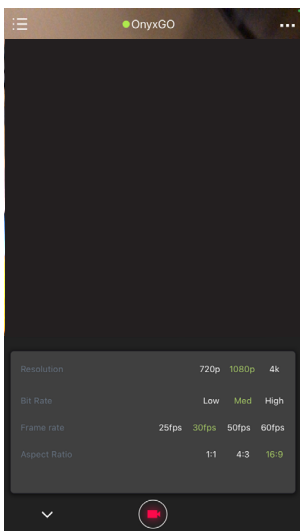 OnyxGO
Resolution 720p 1080p 4k
Bit Rate Low Med High
Frame rate 25fps 30fps 50fps 60fps
Aspect Ratio 1:1 4:3 16:9